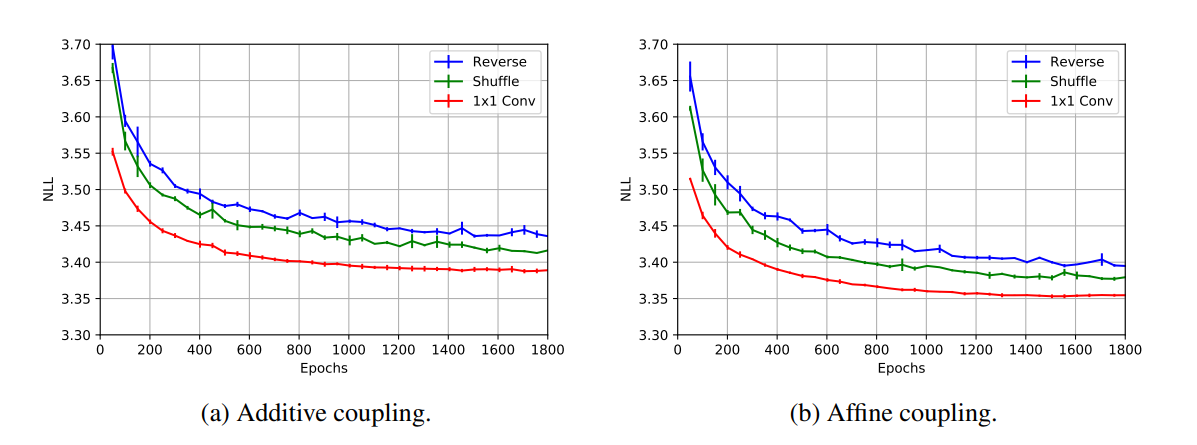 3.70
3.65
3.60
3.55
3.50
3.45
3.40
3.35
3.30
NLL
0 200 400 600 800 1000 1200 1400 1600 1800
Epochs
Reverse
Shuffle
1x1 Conv
(a) Additive coupling.
3.70
3.65
3.60
3.55
3.50
3.45
3.40
3.35
3.30
NLL
0 200 400 600 800 1000 1200 1400 1600 1800
Epochs
Reverse
Shuffle
1x1 Conv
(b) Affine coupling.